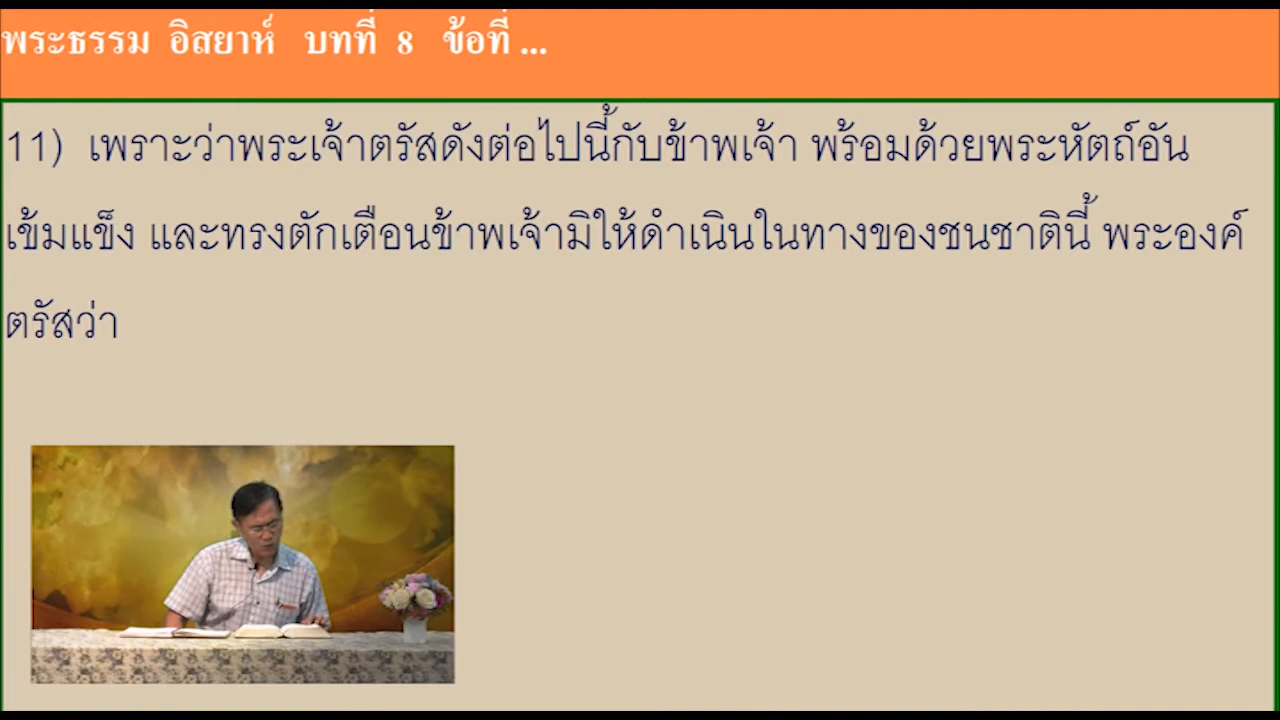 พระธรรม อิสยาห์ บทที่ 8 ข้อที่ ...
11) เพราะว่าพระเจ้าตรัสดังต่อไปนี้กับข้าพเจ้า พร้อมด้วยพระหัตถ์อัน
เข้มแข็ง และทรงตักเตือนข้าพเจ้ามิให้ดำเนินในทางของชนชาตินี้ พระองค์
ตรัสว่า